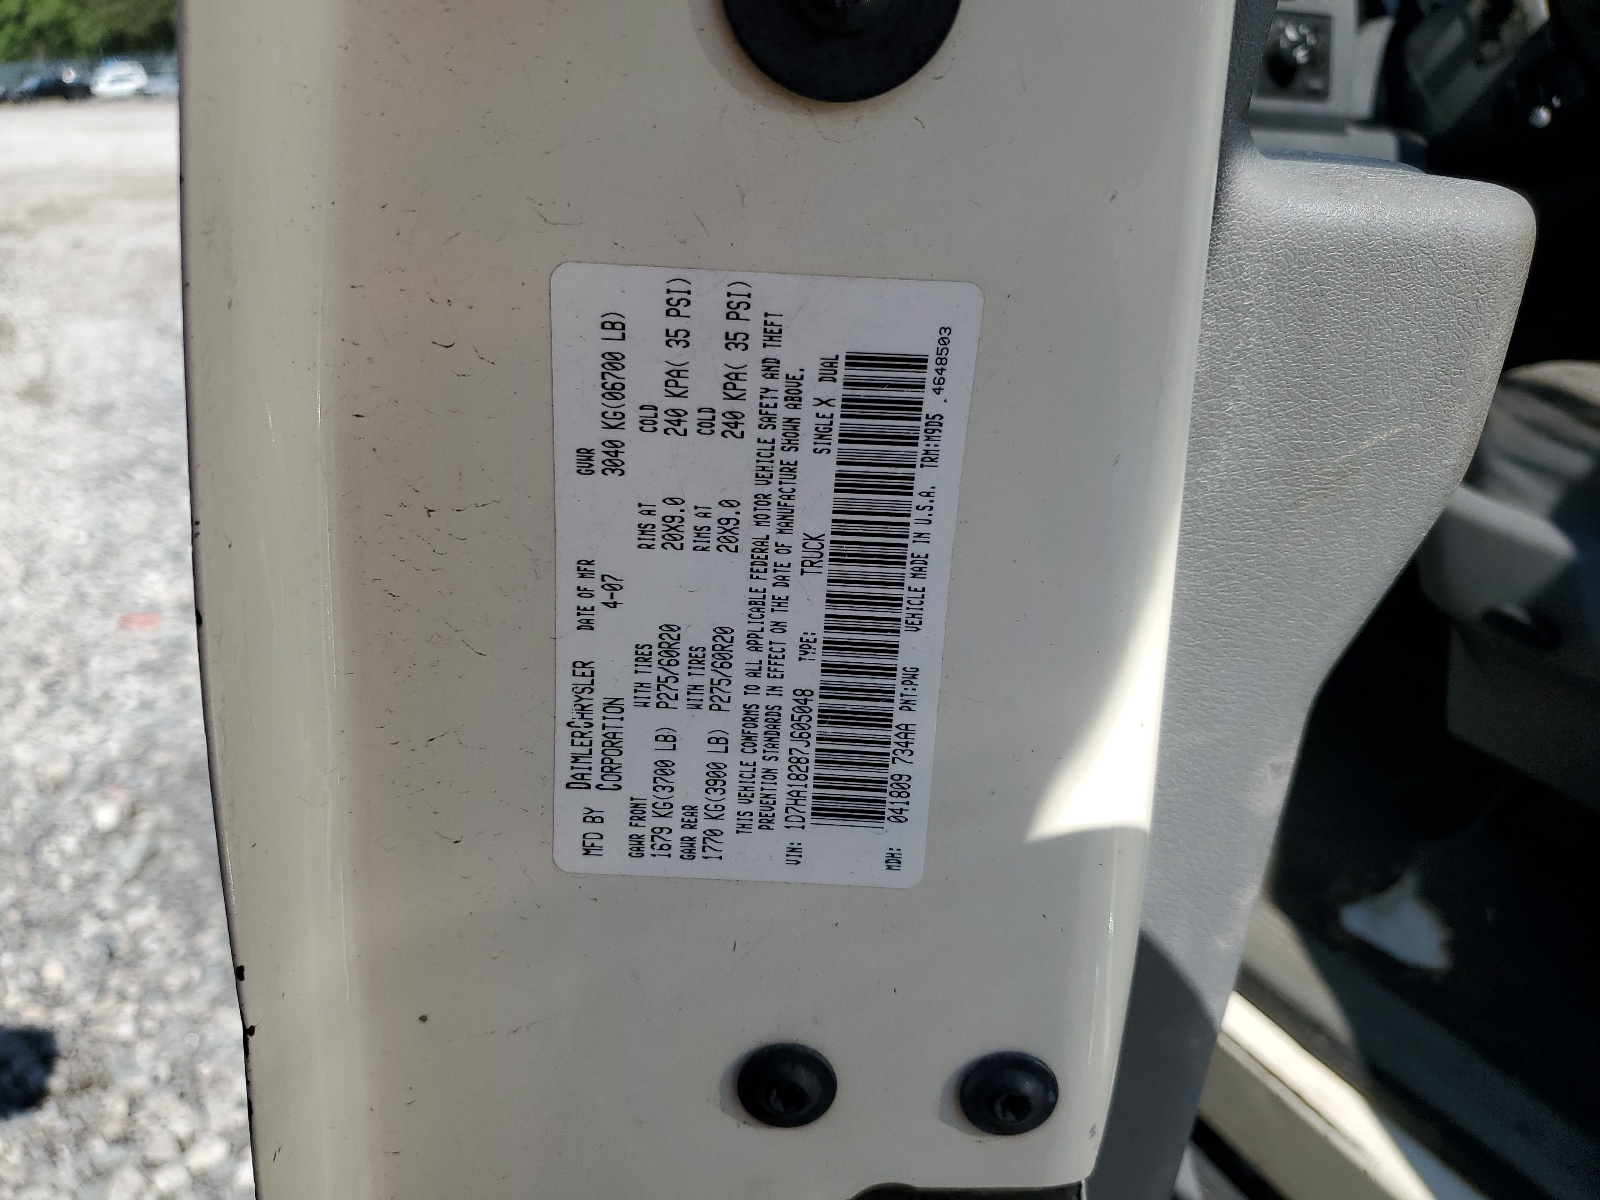 MFD BY DAIMLERCHRYSLER CORPORATION DATE OF MFR 4-07 GVWR 3040 KG(06700 LB)
GAWR FRONT WITH TIRES RIMS AT COLD
1679 KG(3700 LB) P275/60R20 20X9.0 240 KPA( 35 PSI)
GAWR REAR WITH TIRES RIMS AT COLD
1770 KG(3900 LB) P275/60R20 20X9.0 240 KPA( 35 PSI)
THIS VEHICLE CONFORMS TO ALL APPLICABLE FEDERAL MOTOR VEHICLE SAFETY AND THEFT
PREVENTION STANDARDS IN EFFECT ON THE DATE OF MANUFACTURE SHOWN ABOVE.
VIN: 1D7HA18287J605048 TYPE: TRUCK SINGLE X DUAL
MDH: 041809 734AA PNT:PWG VEHICLE MADE IN U.S.A. TRM:M9D5 .4648503